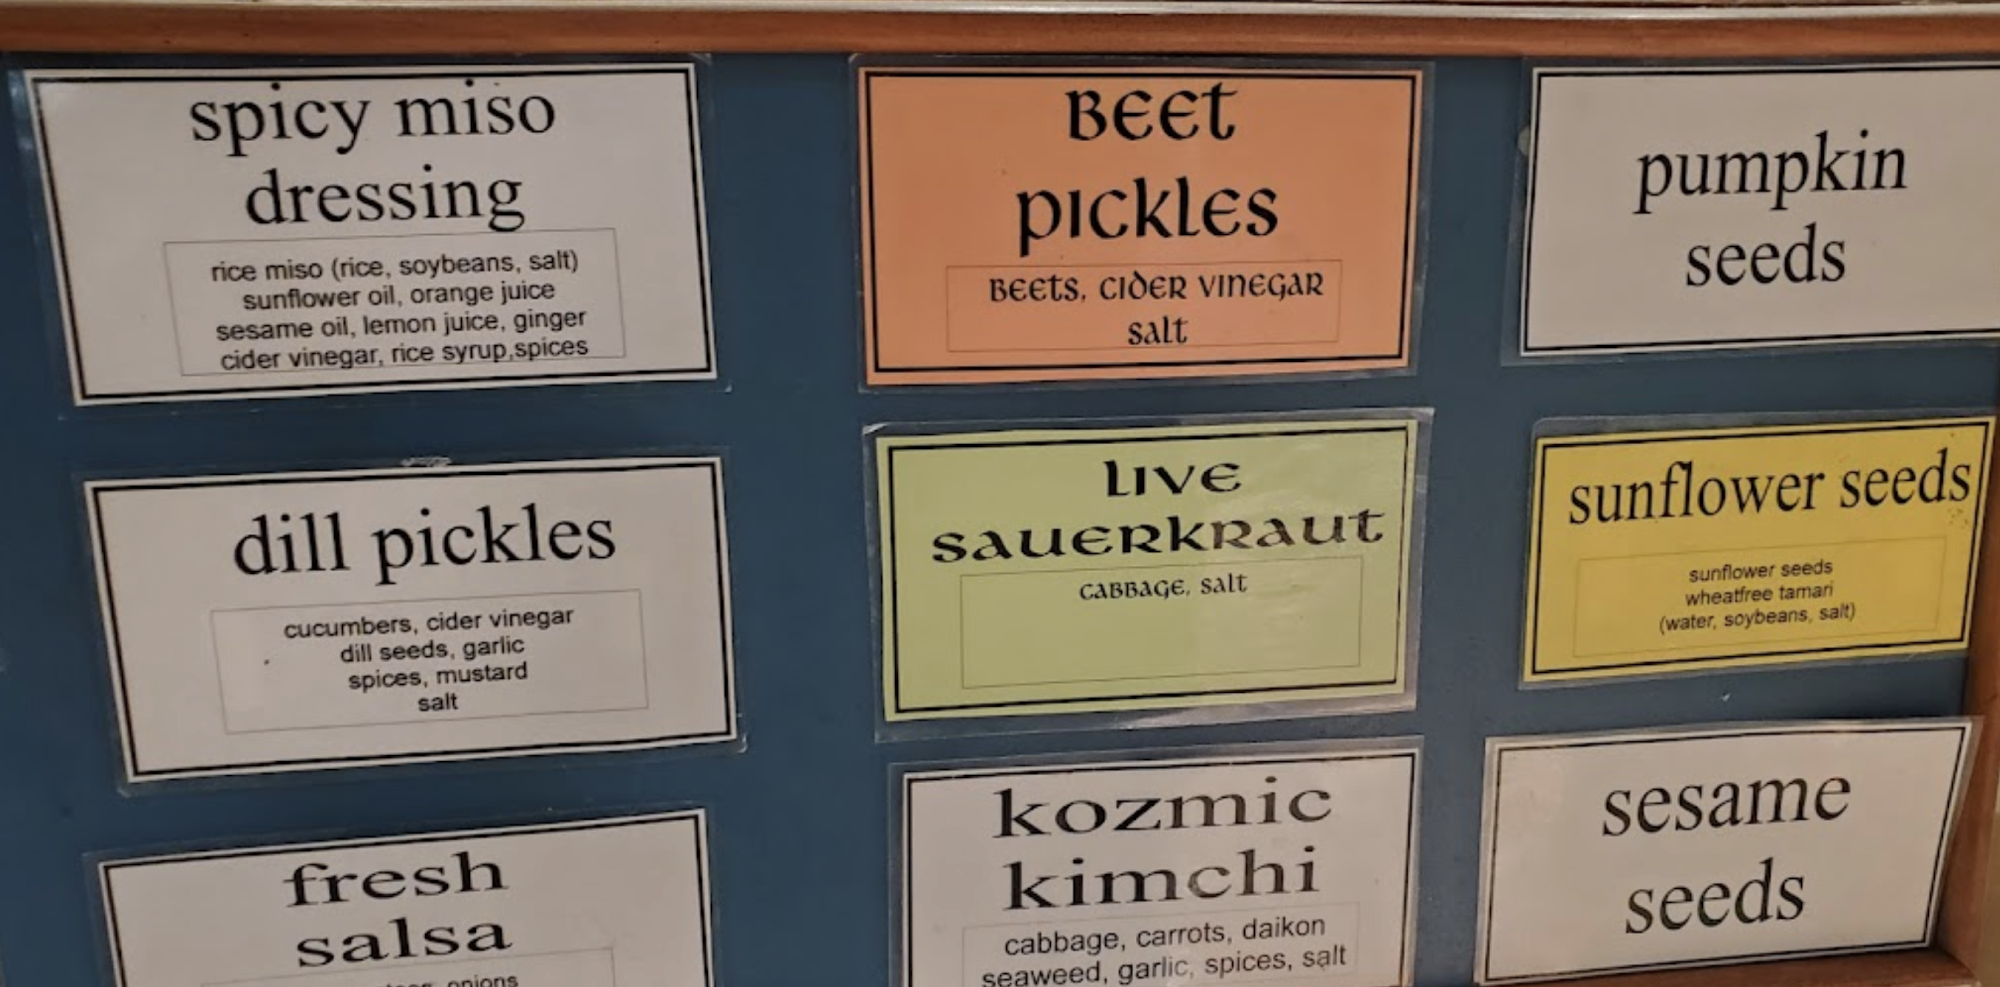 spicy miso
dressing
rice miso (rice, soybeans, salt)
sunflower oil, orange juice
sesame oil, lemon juice, ginger
cider vinegar, rice syrup,spices
BEET
PICKLES
BEETS, CIDER VINEGAR
SALT
pumpkin
seeds
dill pickles
cucumbers, cider vinegar
dill seeds, garlic
spices, mustard
salt
LIVE
SAUERKRAUT
CABBAGE, SALT
sunflower seeds
sunflower seeds
wheatfree tamari
(water, soybeans, salt)
fresh
salsa
onions
kozmic
kimchi
cabbage, carrots, daikon
seaweed, garlic, spices, salt
sesame
seeds